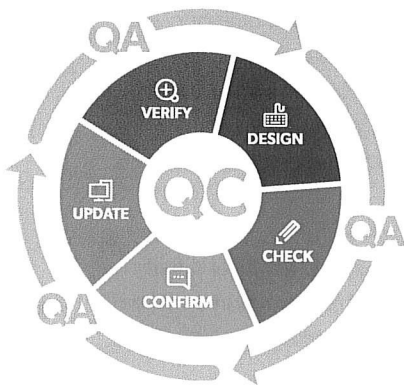 QA
VERIFY
DESIGN
QC
UPDATE
CHECK
QA
CONFIRM
QA